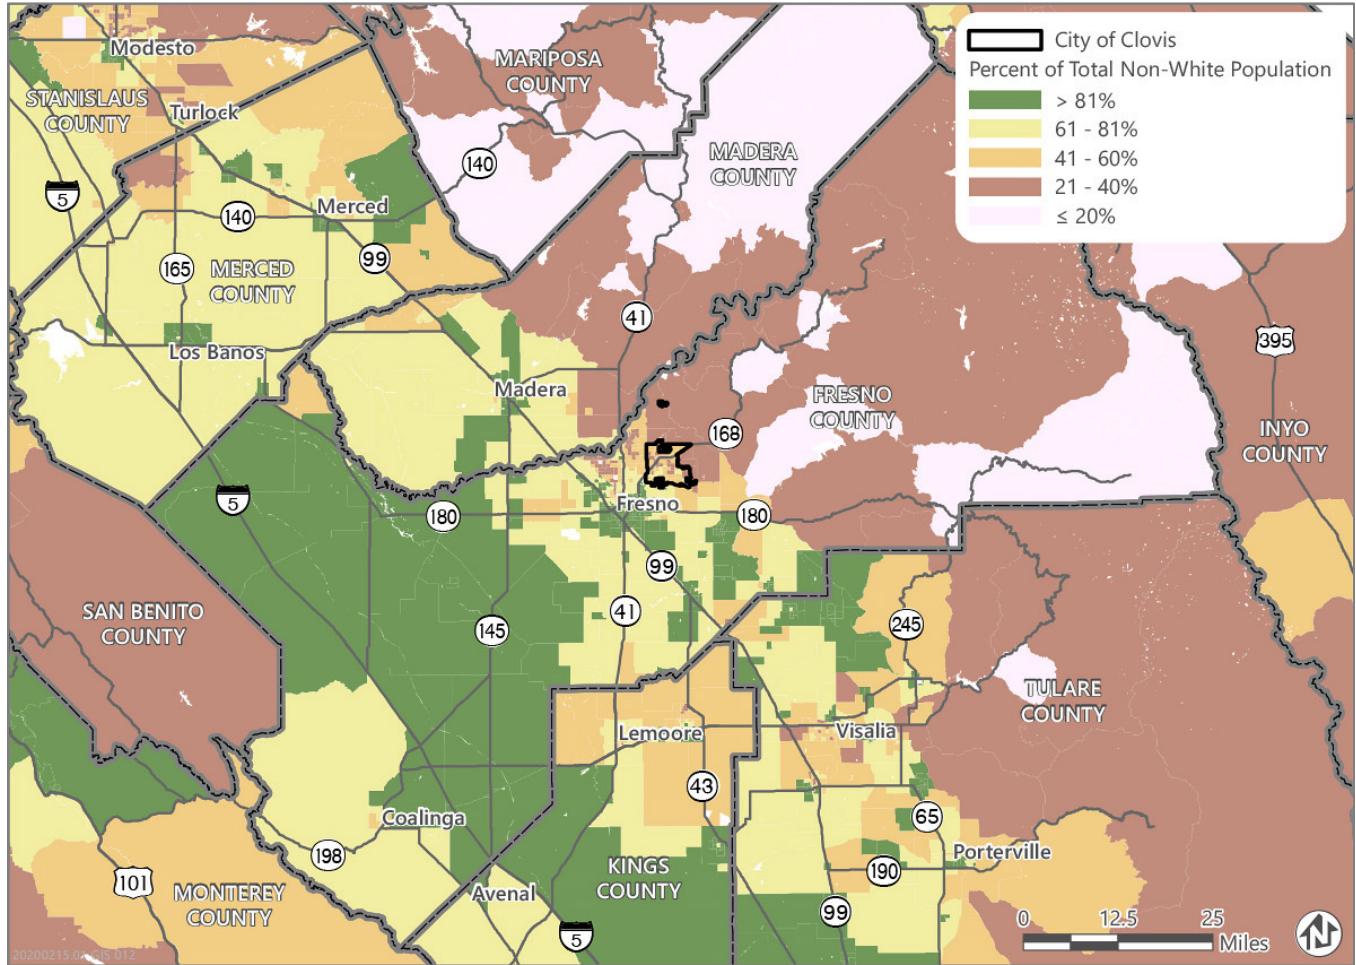 City of Clovis
Percent of Total Non-White Population
> 81%
61 - 81%
41 - 60%
21 - 40%
≤ 20%
Modesto
MARIPOSA
COUNTY
STANISLAUS
COUNTY
Turlock
140
MADERA
COUNTY
5
140
Merced
165
99
MERCED
COUNTY
41
395
Los Banos
Madera
FRESNO
COUNTY
168
INYO
COUNTY
5
180
Fresno
180
99
SAN BENITO
COUNTY
145
41
245
TULARE
COUNTY
Lemoore
Visalia
43
Coalinga
65
198
Porterville
101
MONTEREY
COUNTY
KINGS
COUNTY
190
Avenal
99
5
0
12.5
25
Miles
N
20200215.02 GIS 012